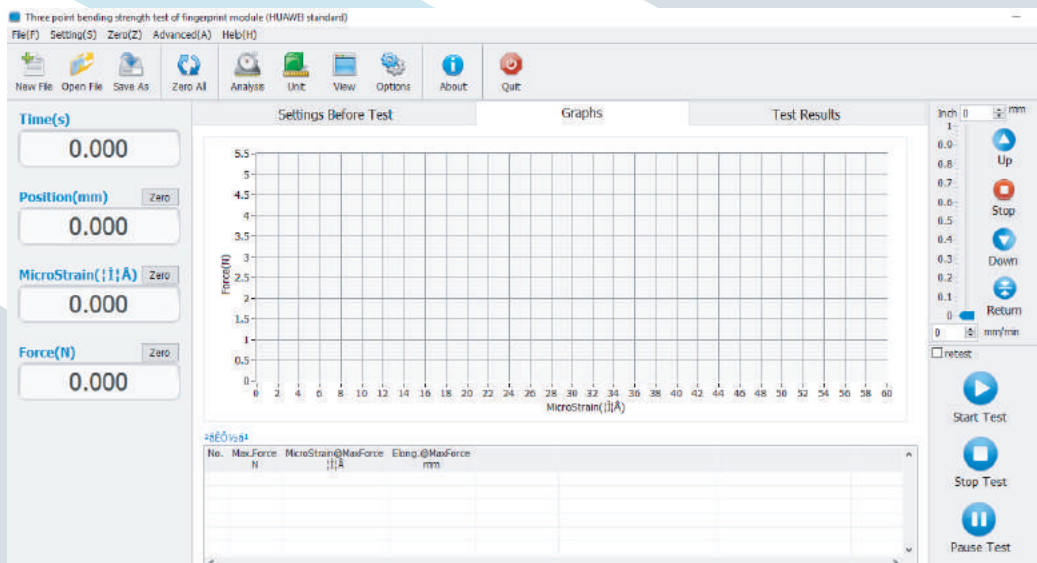 Three point bending strength test of fingerprint module (HUAWEI standard)
File(F) Setting(S) Zero(Z) Advanced(A) Help(H)
New File Open File Save As Zero All Analysis Unit View Options About Quit
Time(s)
0.000
Position(mm) Zero
0.000
MicroStrain(¦Ì¦Å) Zero
0.000
Force(N) Zero
0.000
Settings Before Test Graphs Test Results
5.5
5
4.5
4
3.5
3
2.5
2
1.5
1
0.5
0
Force(N)
0 2 4 6 8 10 12 14 16 18 20 22 24 26 28 30 32 34 36 38 40 42 44 46 48 50 52 54 56 58 60
MicroStrain(¦Ì¦Å)
²âÊÔ½á¹
No. Max.Force MicroStrain@MaxForce Elong.@MaxForce
N ¦Ì¦Å mm
Inch 0 mm
1
0.9
0.8
0.7
0.6
0.5
0.4
0.3
0.2
0.1
0
Up
Stop
Down
Return
0 mm/min
retest
Start Test
Stop Test
Pause Test